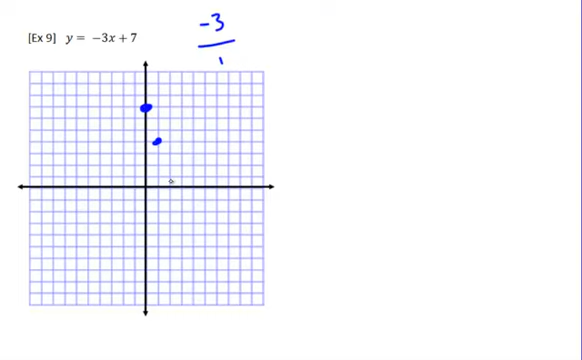 [Ex 9] y = −3x + 7
-3
1